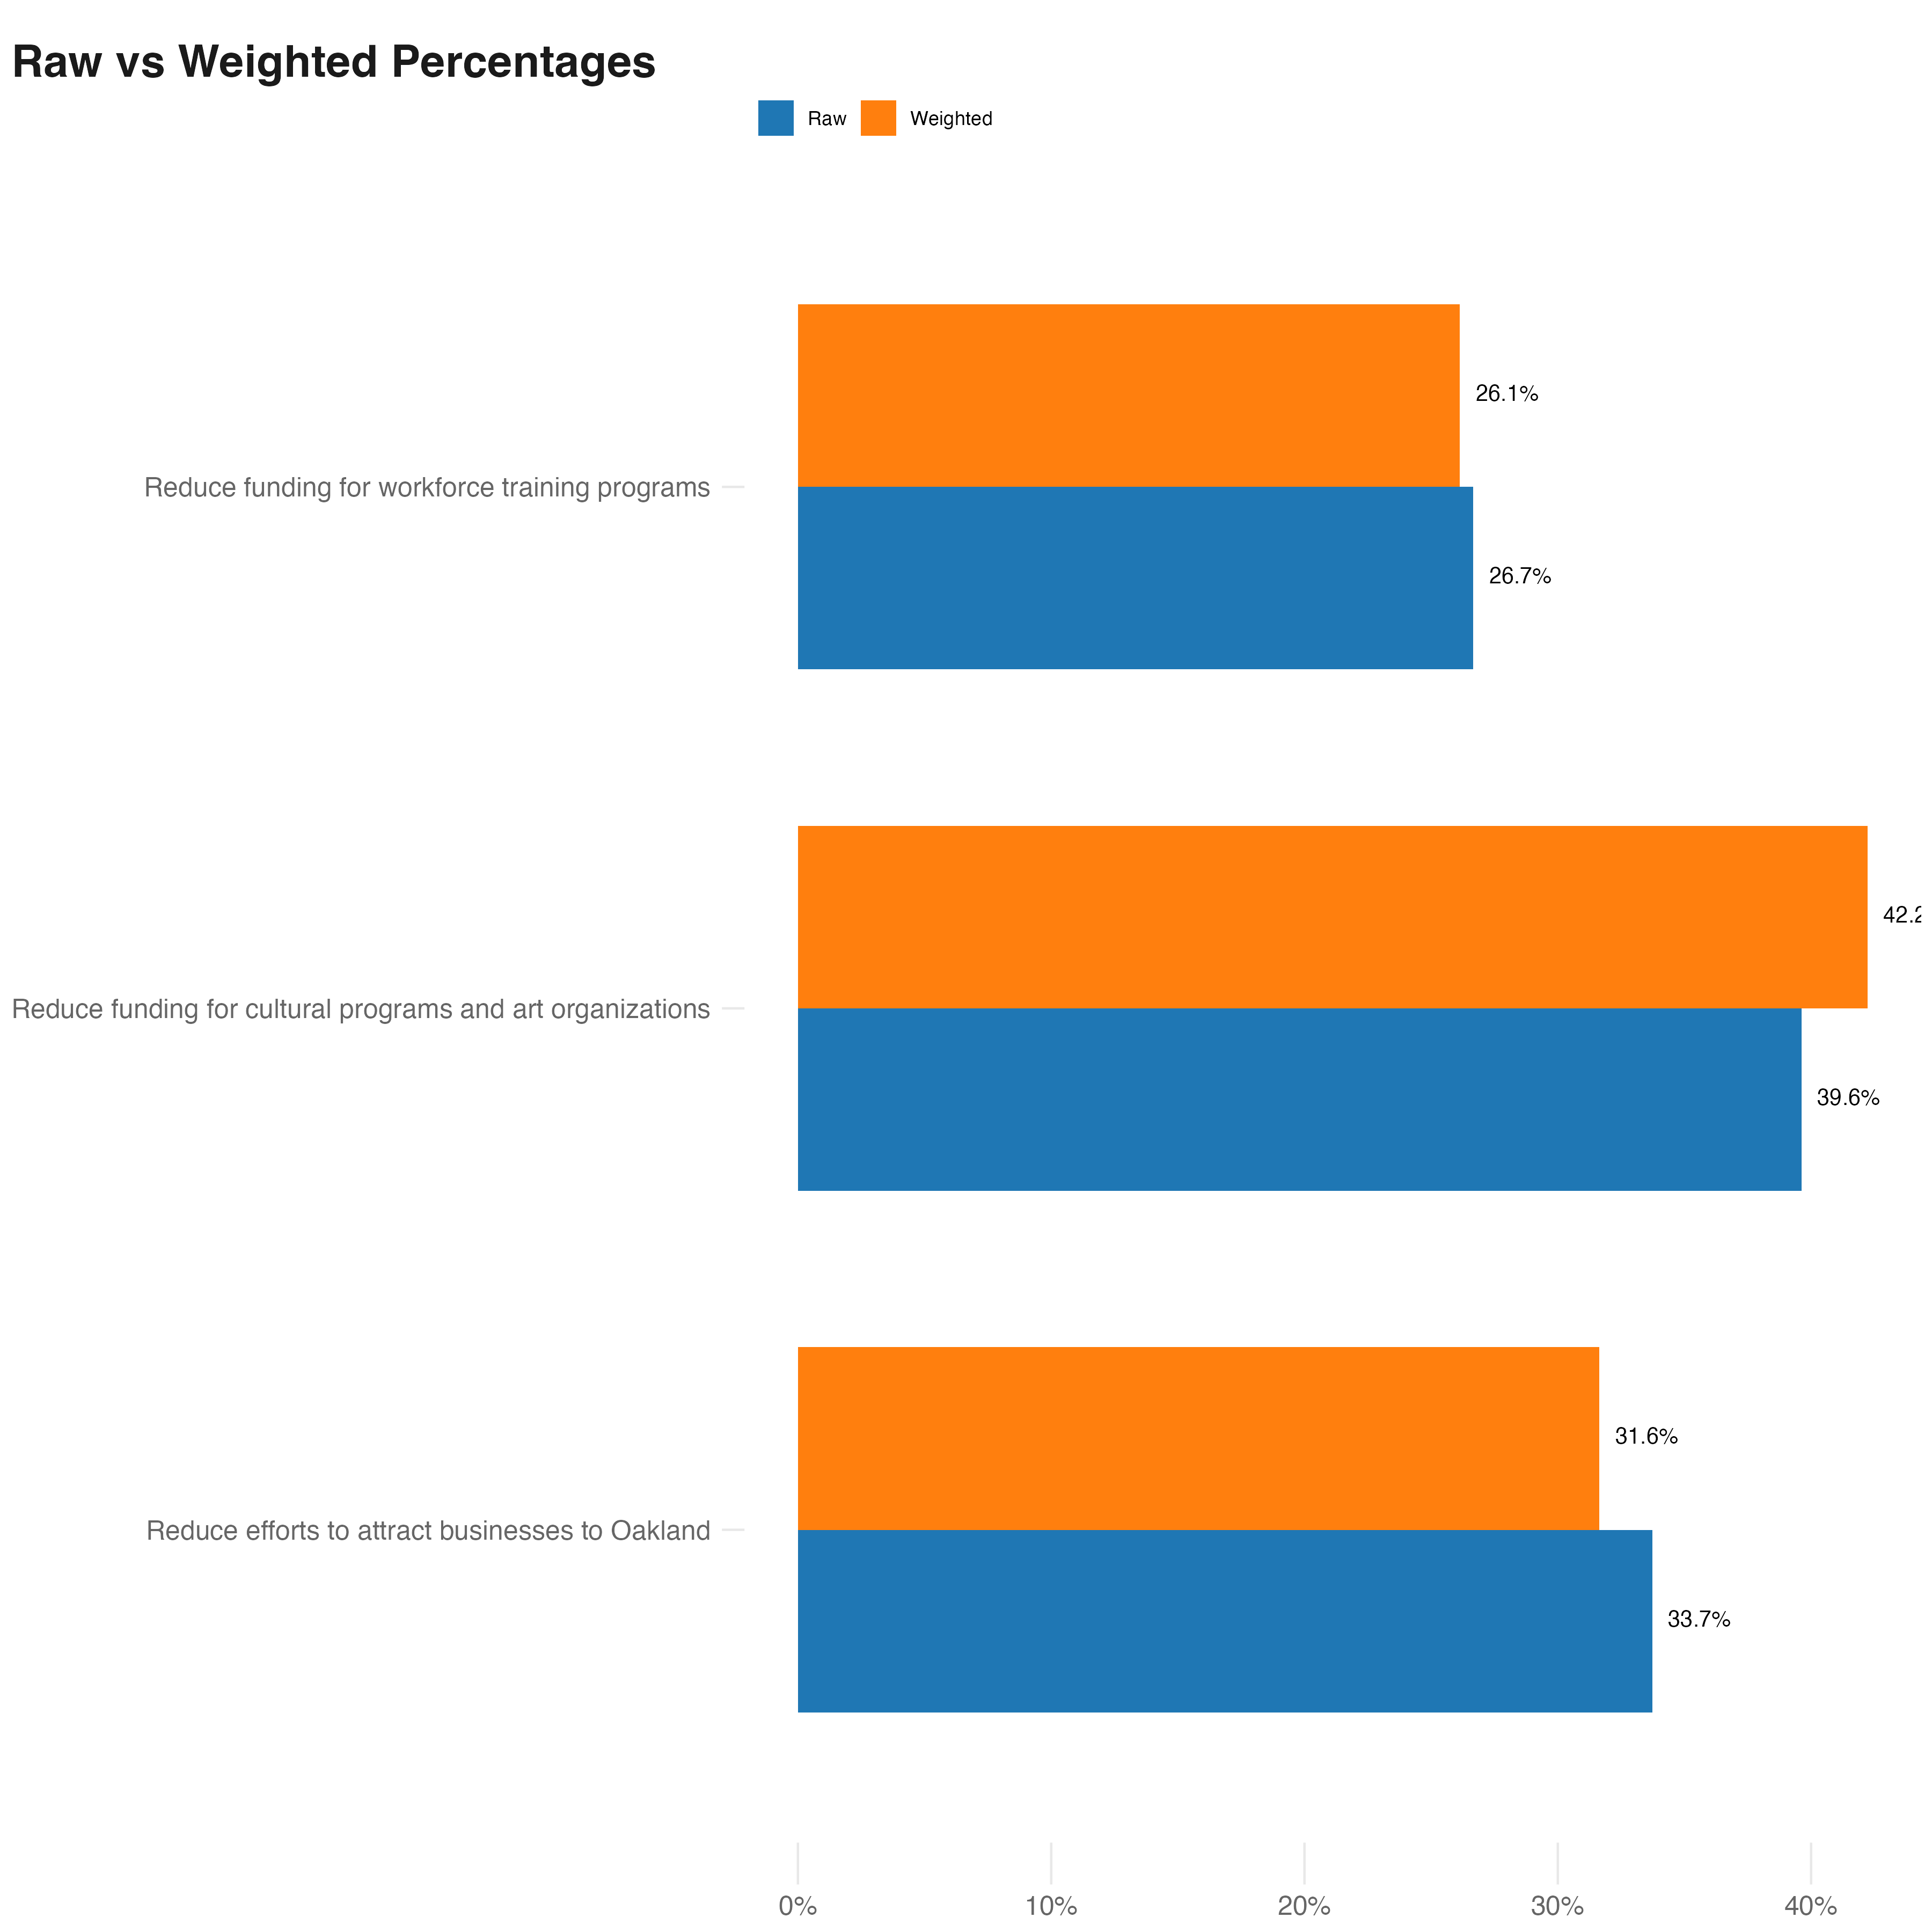 Raw vs Weighted Percentages
Raw Weighted
26.1%
Reduce funding for workforce training programs
26.7%
42.2
Reduce funding for cultural programs and art organizations
39.6%
31.6%
Reduce efforts to attract businesses to Oakland
33.7%
0% 10% 20% 30% 40%